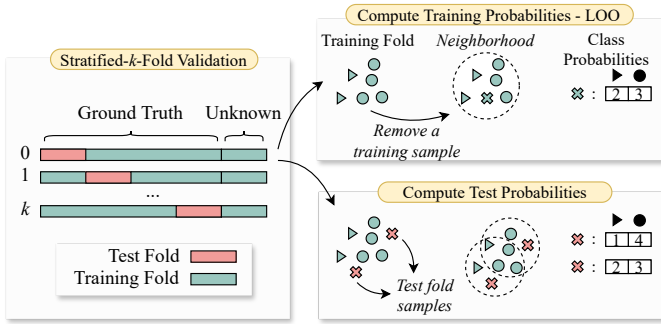 Stratified-k-Fold Validation
Ground Truth
Unknown
0
1
...
k
Test Fold
Training Fold
Compute Training Probabilities - LOO
Training Fold
Neighborhood
Class
Probabilities
: 2 3
Remove a
training sample
Compute Test Probabilities
Test fold
samples
: 1 4
: 2 3